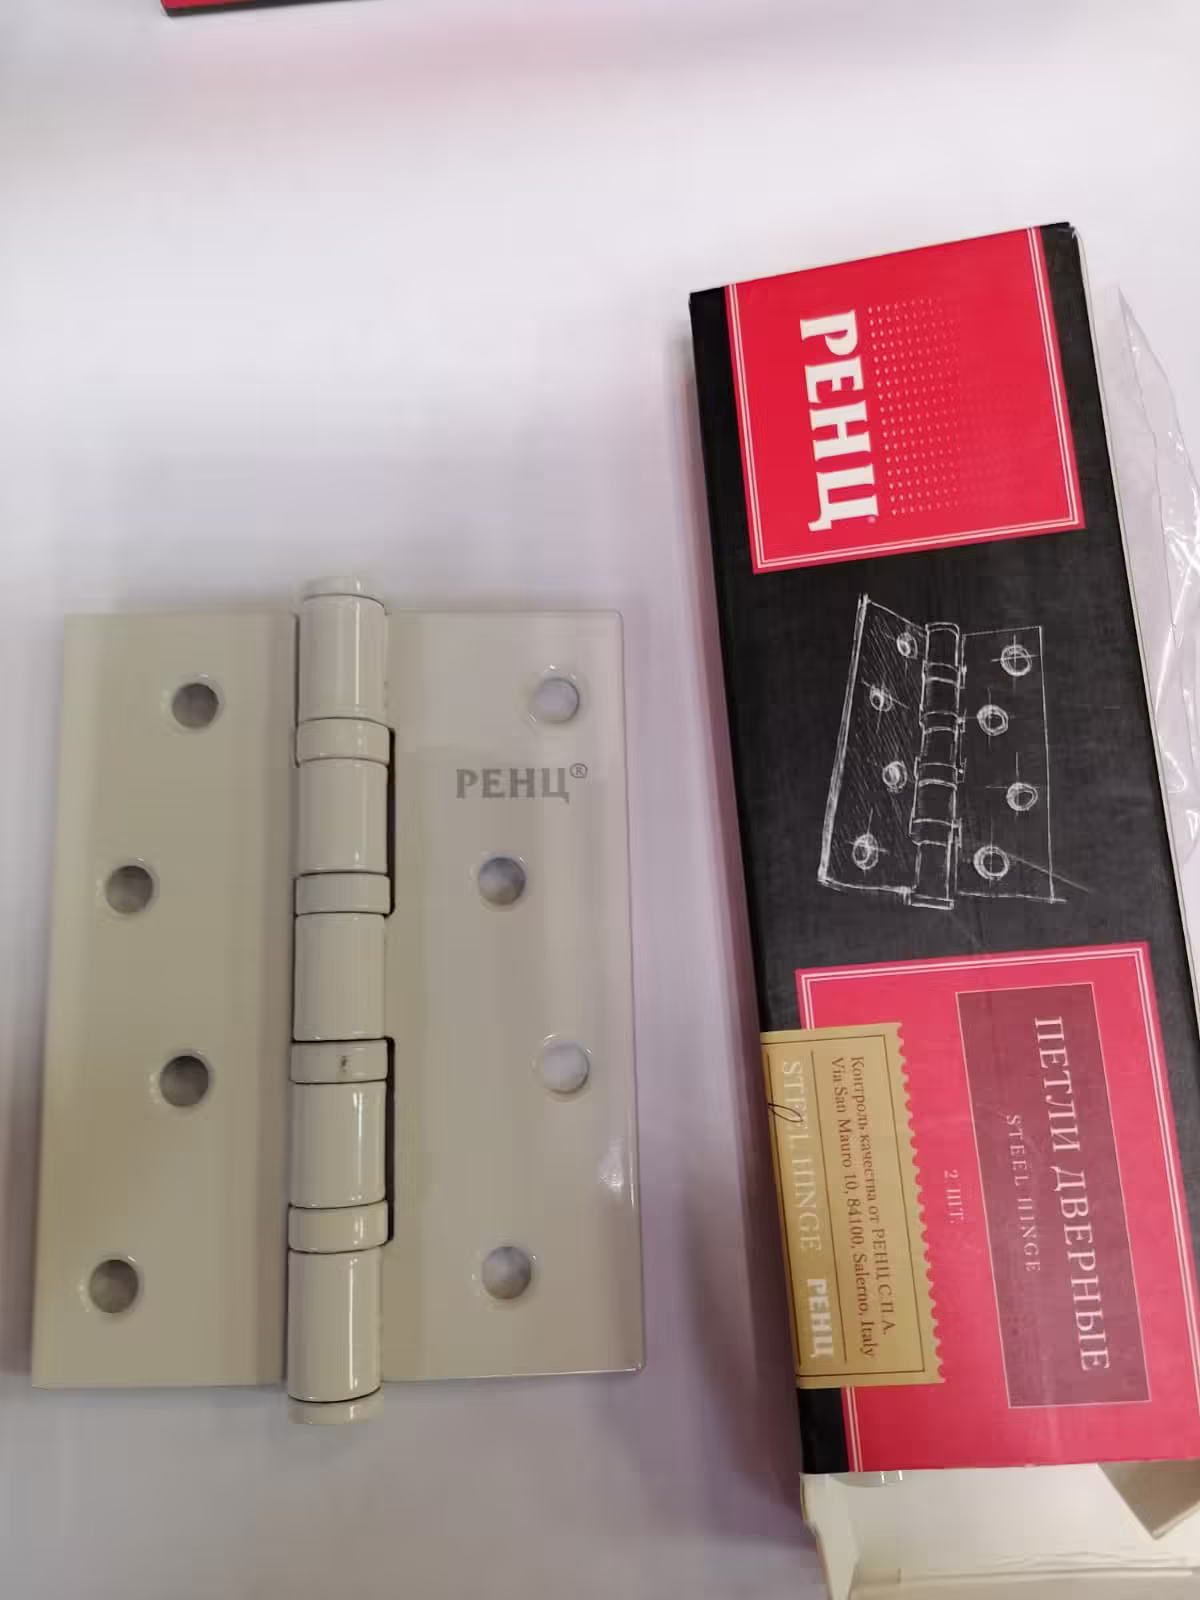 РЕНЦ®
РЕНЦ®
ПЕТЛИ ДВЕРНЫЕ
STEEL HINGE
2 ШТ.
Контроль качества от РЕНЦ С.П.А.
Via San Mauro 10, 84100, Salerno, Italy
STEEL HINGE РЕНЦ